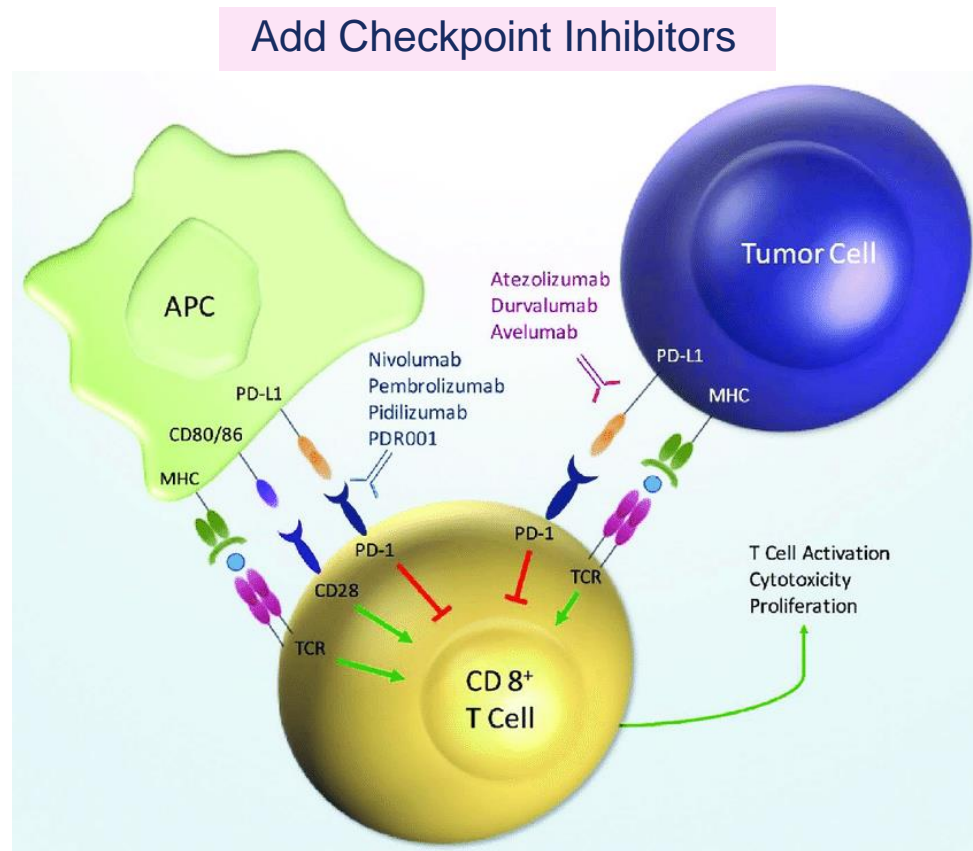 Add Checkpoint Inhibitors
APC
Tumor Cell
Atezolizumab
Durvalumab
Avelumab
Nivolumab
Pembrolizumab
Pidilizumab
PDR001
PD-L1
CD80/86
MHC
PD-L1
MHC
PD-1
CD28
TCR
PD-1
TCR
CD 8⁺
T Cell
T Cell Activation
Cytotoxicity
Proliferation